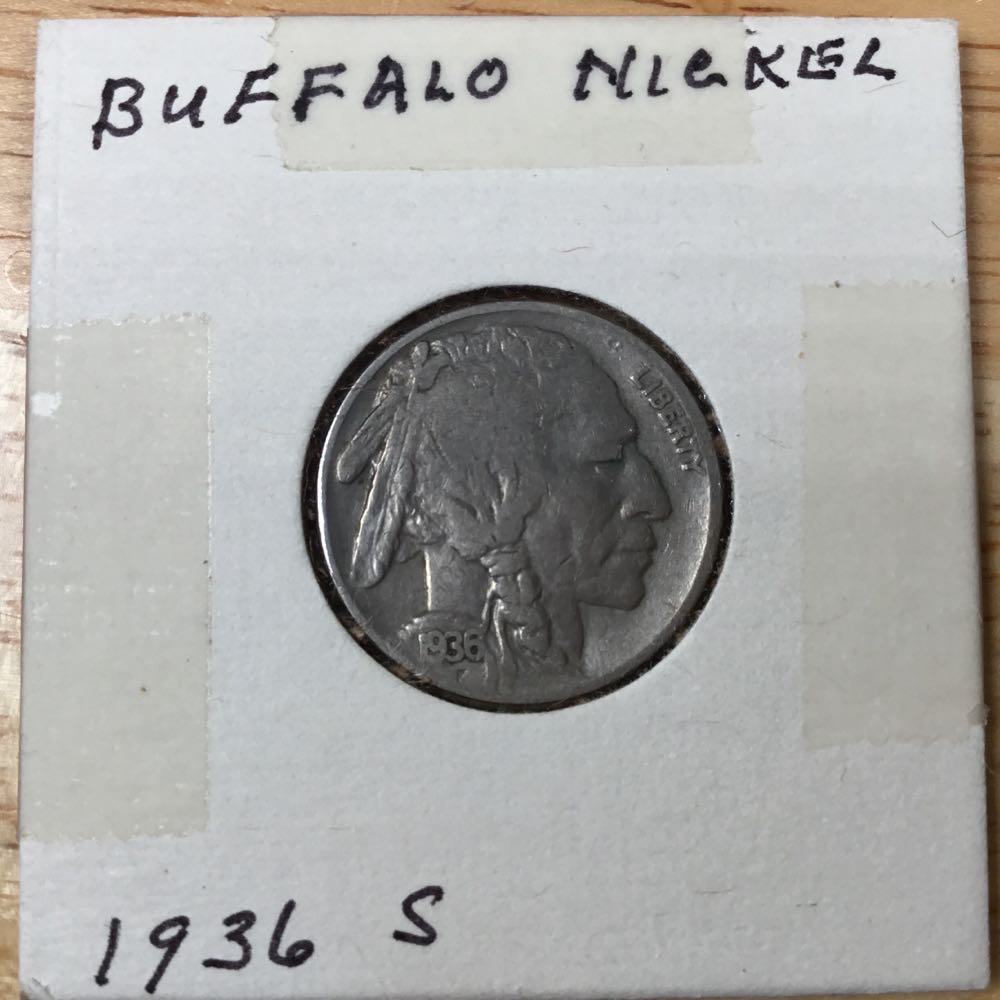 BUFFALO NICKEL
LIBERTY
1936
1936 S